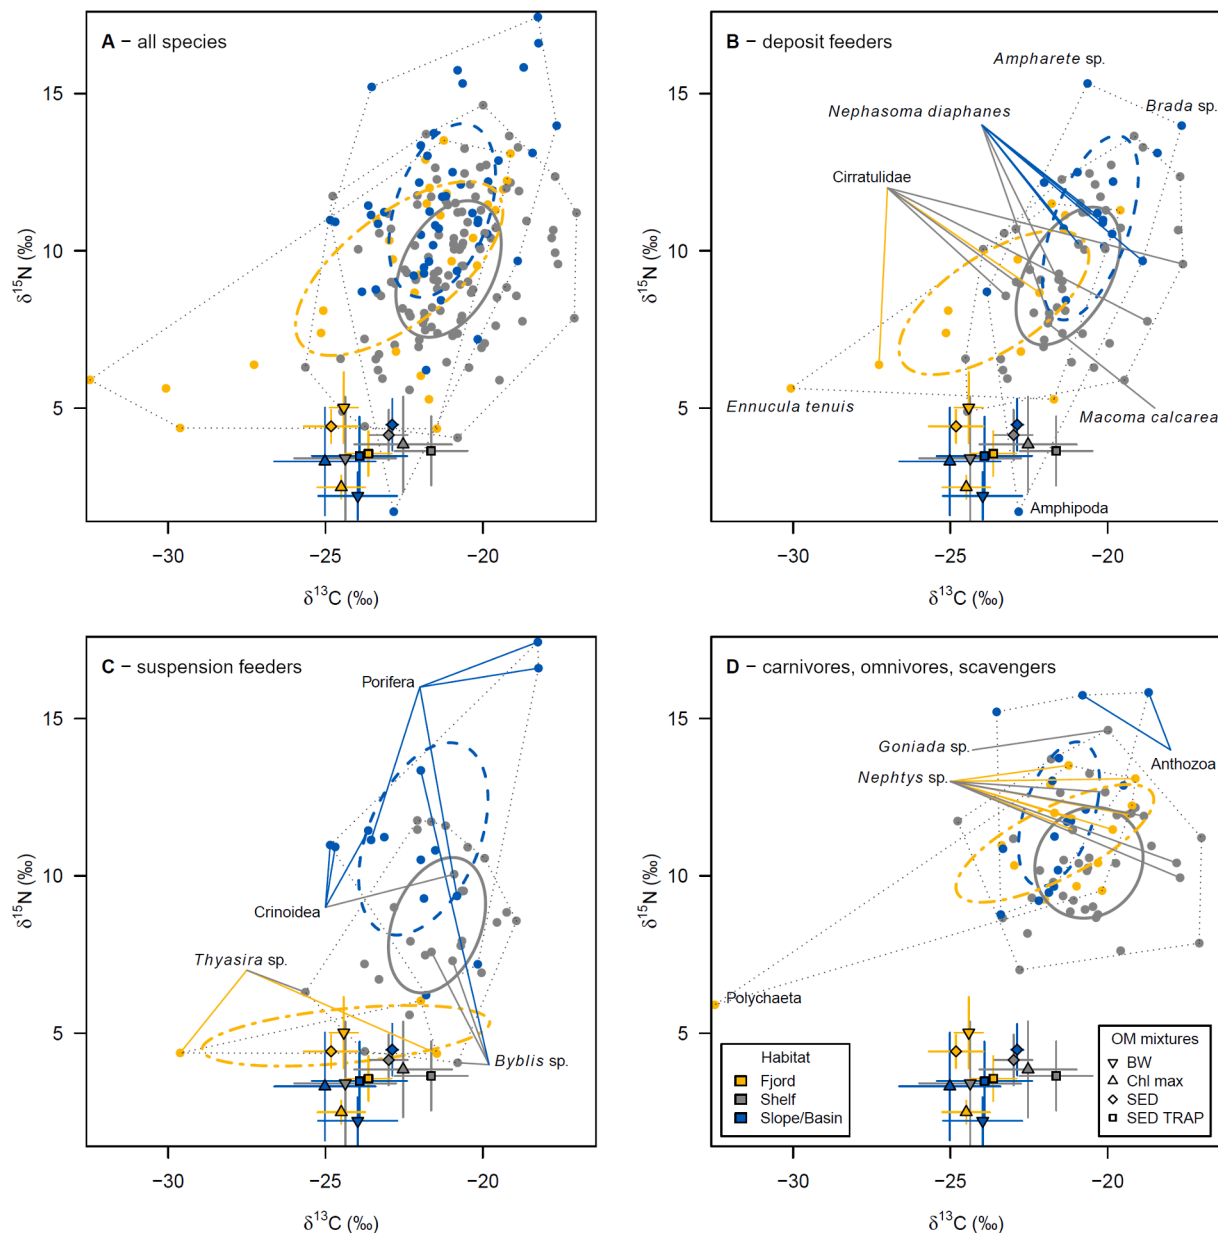 A − all species
15
10
5
δ¹⁵N (‰)
−30
−25
−20
δ¹³C (‰)
B − deposit feeders
Ampharete sp.
Nephasoma diaphanes
Brada sp.
Cirratulidae
Ennucula tenuis
Macoma calcarea
Amphipoda
15
10
5
δ¹⁵N (‰)
−30
−25
−20
δ¹³C (‰)
C − suspension feeders
Porifera
Crinoidea
Thyasira sp.
Byblis sp.
15
10
5
δ¹⁵N (‰)
−30
−25
−20
δ¹³C (‰)
D − carnivores, omnivores, scavengers
Goniada sp.
Anthozoa
Nephtys sp.
Polychaeta
15
10
5
δ¹⁵N (‰)
Habitat
Fjord
Shelf
Slope/Basin
OM mixtures
BW
Chl max
SED
SED TRAP
−30
−25
−20
δ¹³C (‰)